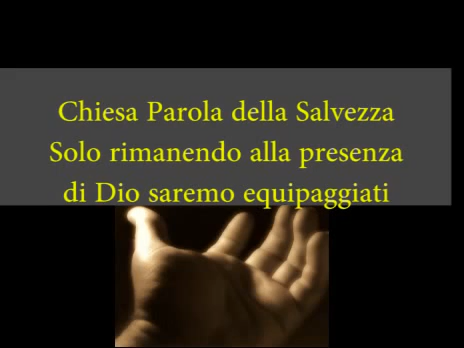 Chiesa Parola della Salvezza
Solo rimanendo alla presenza
di Dio saremo equipaggiati